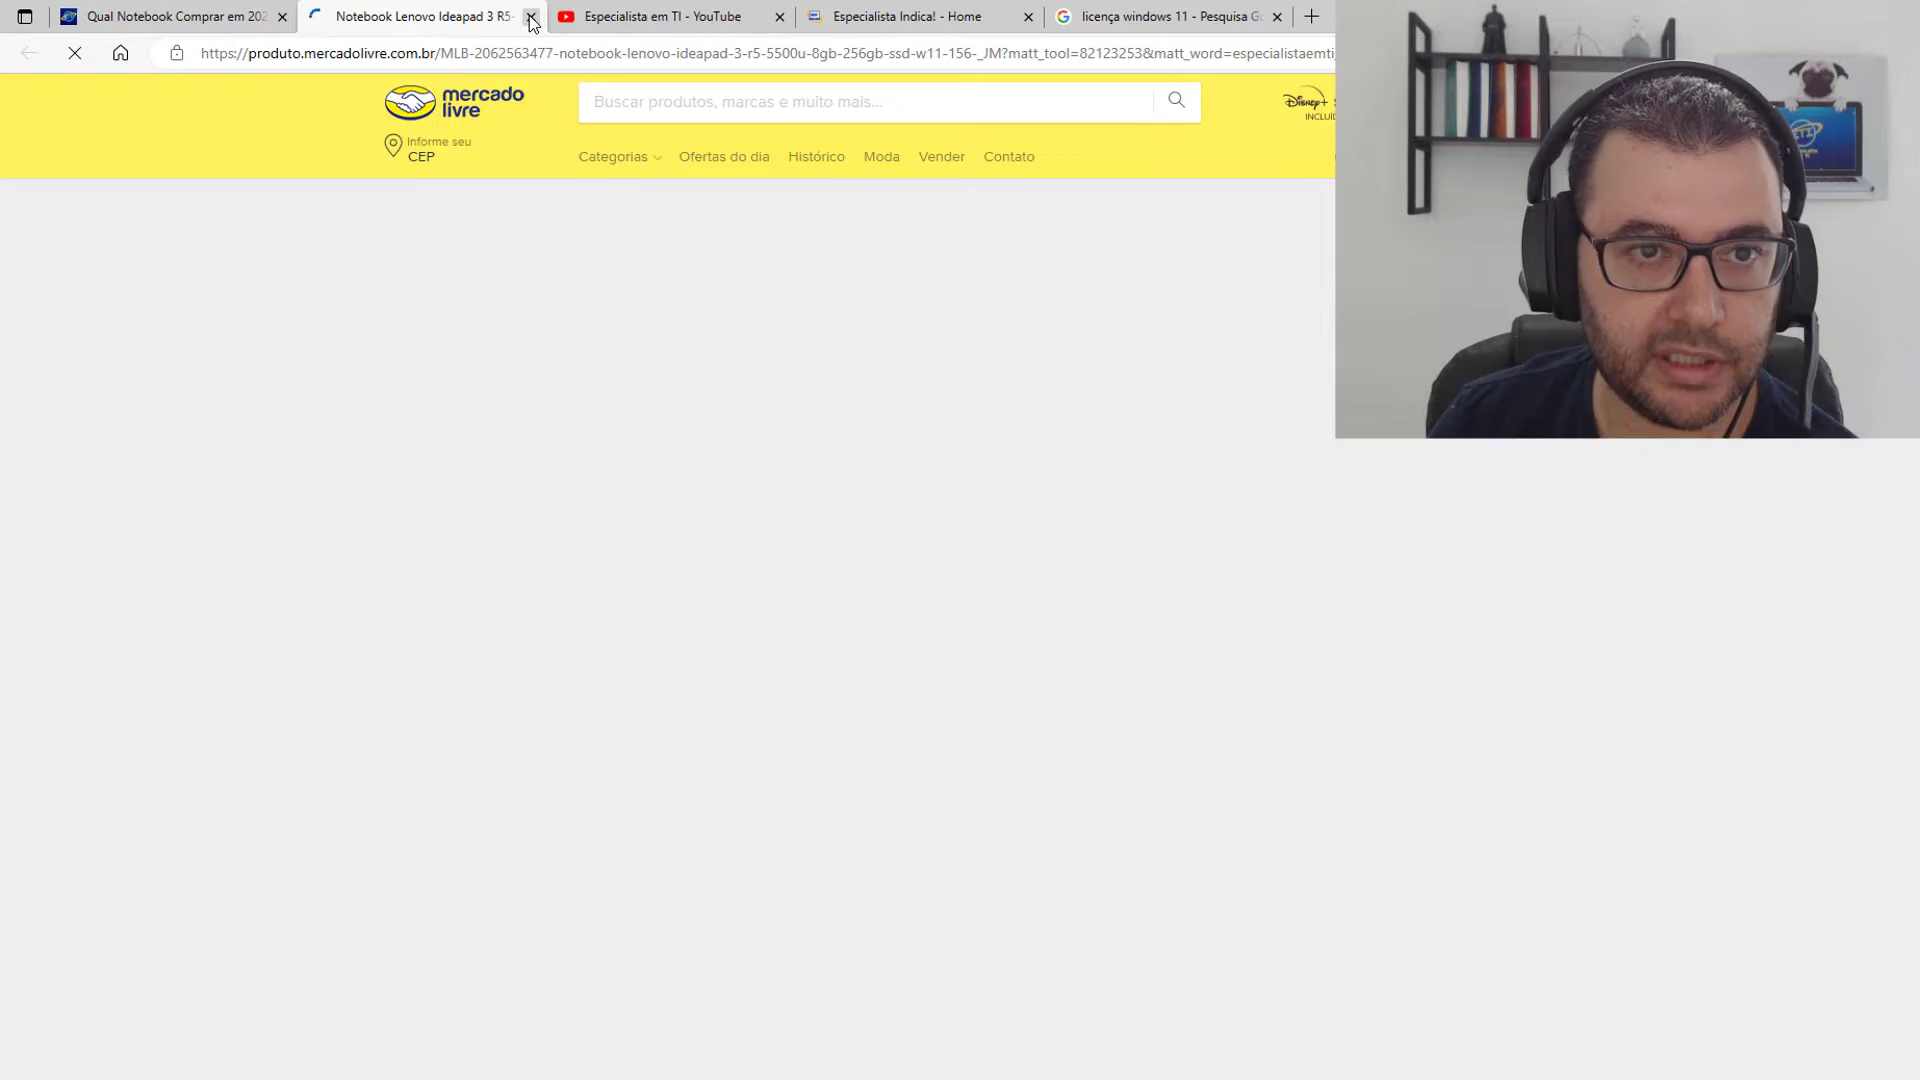 Qual Notebook Comprar em 202
Notebook Lenovo Ideapad 3 R5-
Especialista em TI - YouTube
Especialista Indica! - Home
licença windows 11 - Pesquisa G
https://produto.mercadolivre.com.br/MLB-2062563477-notebook-lenovo-ideapad-3-r5-5500u-8gb-256gb-ssd-w11-156-_JM?matt_tool=82123253&matt_word=especialistaemti
mercado
livre
Buscar produtos, marcas e muito mais...
Disney+
INCLUÍ
Informe seu
CEP
Categorias
Ofertas do dia
Histórico
Moda
Vender
Contato